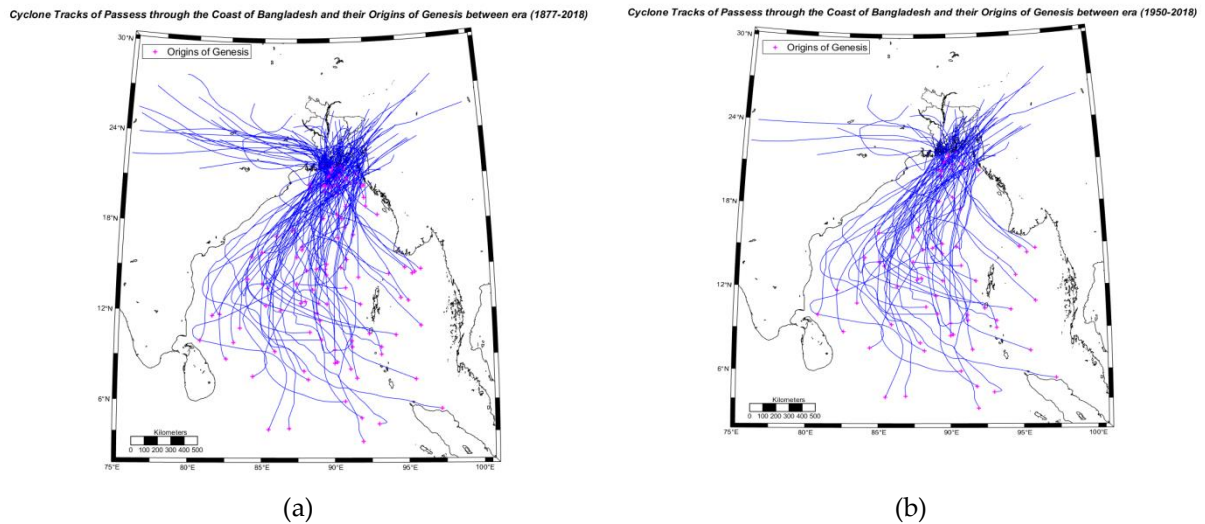 Cyclone Tracks of Passess through the Coast of Bangladesh and their Origins of Genesis between era (1877-2018)
30°N
Origins of Genesis
24°N
18°N
12°N
6°N
Kilometers
0 100 200 300 400 500
75°E 80°E 85°E 90°E 95°E 100°E
(a)
Cyclone Tracks of Passess through the Coast of Bangladesh and their Origins of Genesis between era (1950-2018)
30°N
Origins of Genesis
24°N
18°N
12°N
6°N
Kilometers
0 100 200 300 400 500
75°E 80°E 85°E 90°E 95°E 100°E
(b)